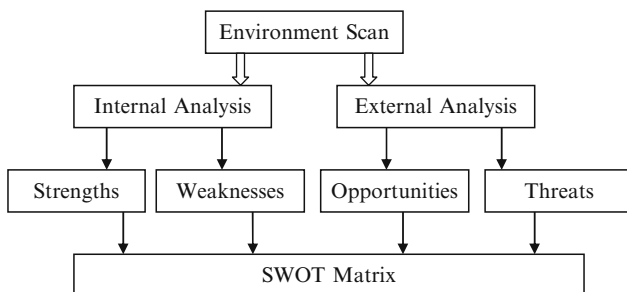 Environment Scan
Internal Analysis
External Analysis
Strengths
Weaknesses
Opportunities
Threats
SWOT Matrix